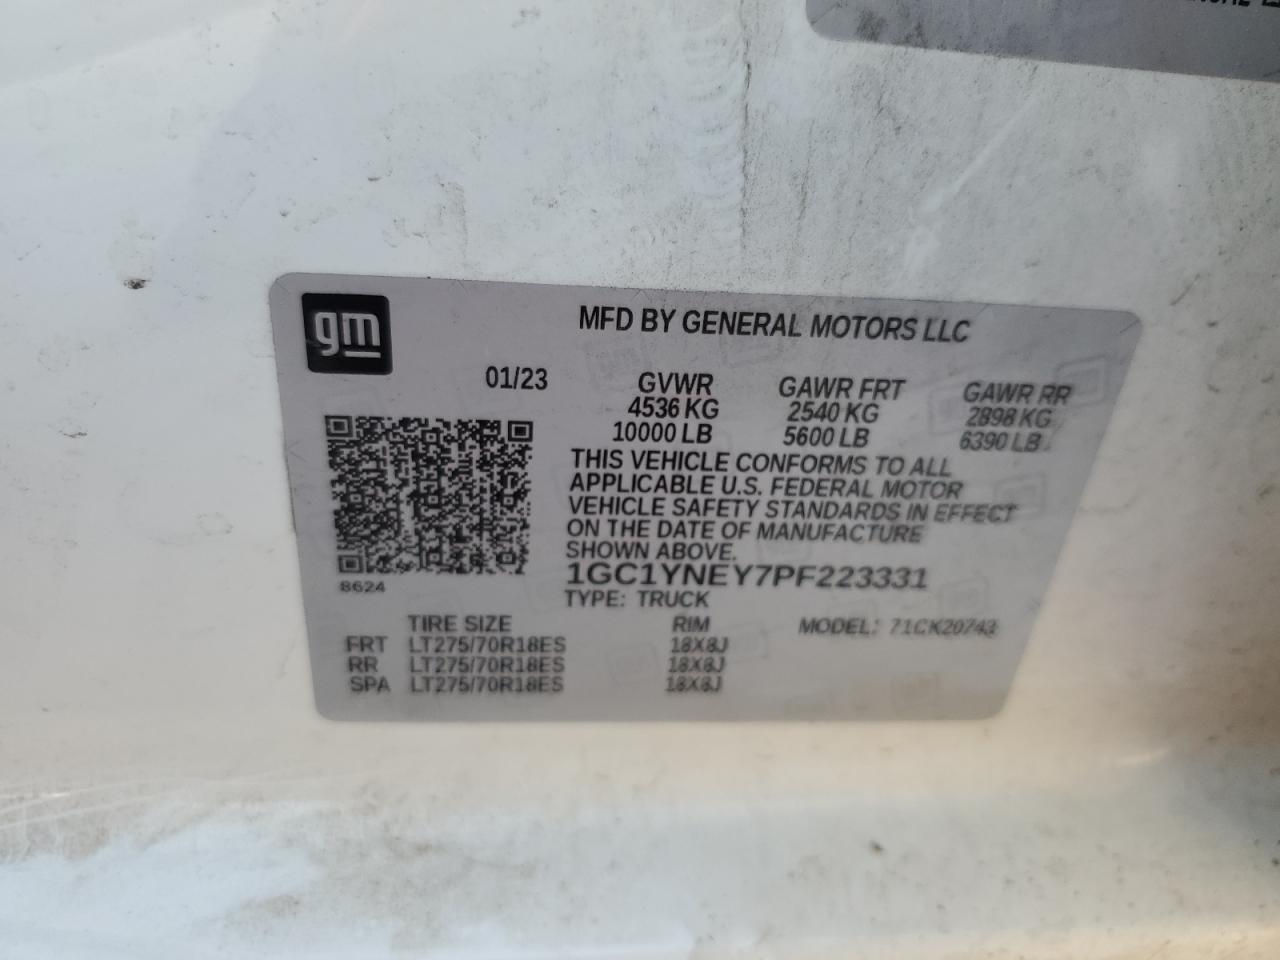 gm
MFD BY GENERAL MOTORS LLC
01/23
GVWR GAWR FRT GAWR RR
4536 KG 2540 KG 2898 KG
10000 LB 5600 LB 6390 LB
THIS VEHICLE CONFORMS TO ALL
APPLICABLE U.S. FEDERAL MOTOR
VEHICLE SAFETY STANDARDS IN EFFECT
ON THE DATE OF MANUFACTURE
SHOWN ABOVE.
8624
1GC1YNEY7PF223331
TYPE: TRUCK
TIRE SIZE RIM MODEL: 71CK20743
FRT LT275/70R18ES 18X8J
RR LT275/70R18ES 18X8J
SPA LT275/70R18ES 18X8J